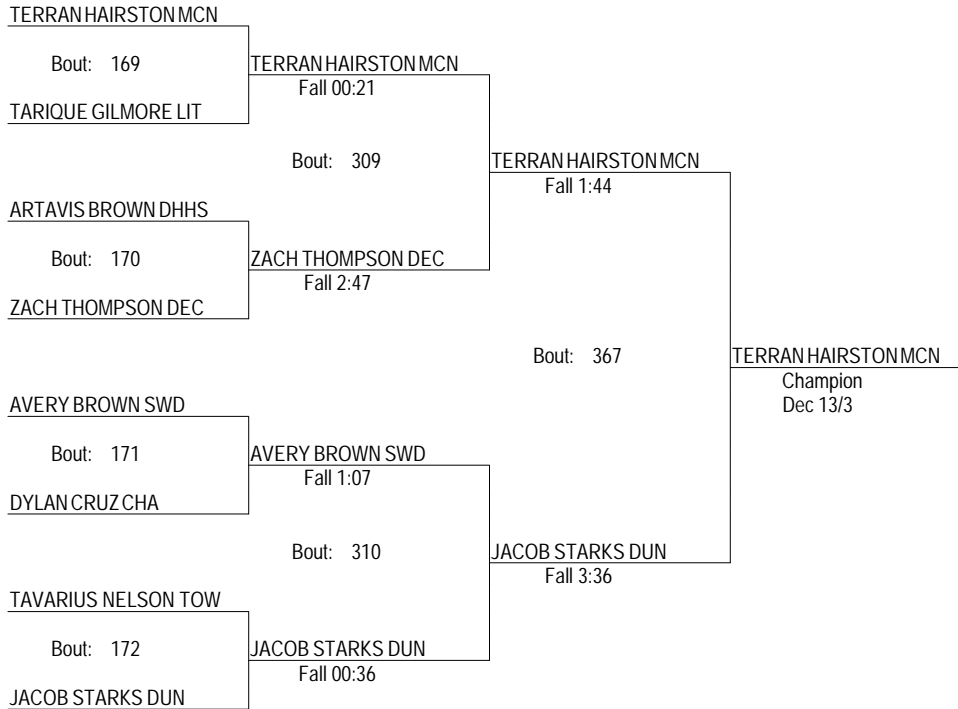 TERRAN HAIRSTON MCN
Bout: 169
TERRAN HAIRSTON MCN
Fall 00:21
TARIQUE GILMORE LIT
Bout: 309
TERRAN HAIRSTON MCN
Fall 1:44
ARTAVIS BROWN DHHS
Bout: 170
ZACH THOMPSON DEC
Fall 2:47
ZACH THOMPSON DEC
Bout: 367
TERRAN HAIRSTON MCN
Champion
Dec 13/3
AVERY BROWN SWD
Bout: 171
AVERY BROWN SWD
Fall 1:07
DYLAN CRUZ CHA
Bout: 310
JACOB STARKS DUN
Fall 3:36
TAVARIUS NELSON TOW
Bout: 172
JACOB STARKS DUN
Fall 00:36
JACOB STARKS DUN